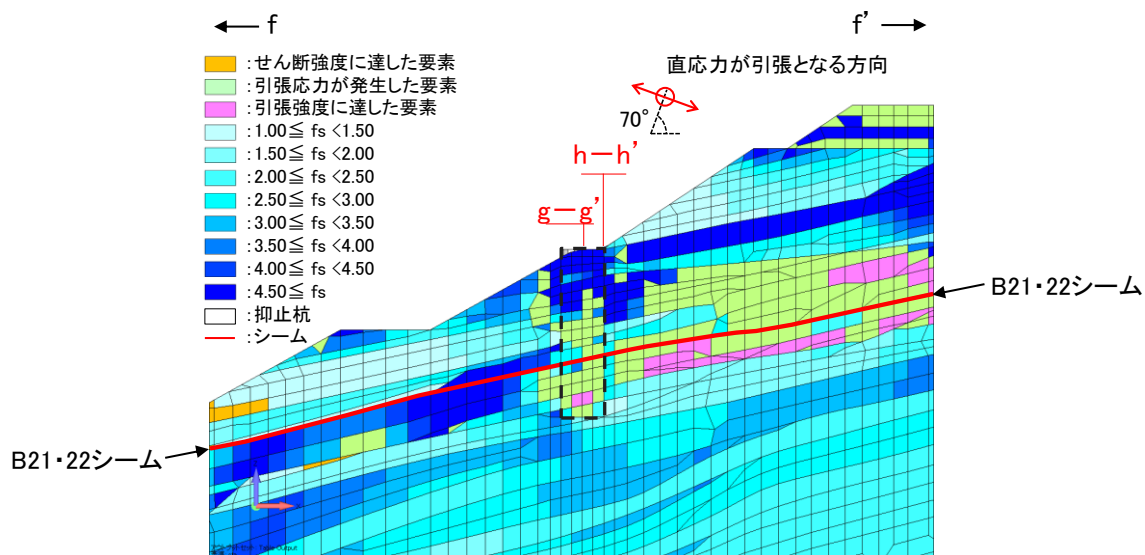 f
f'
:せん断強度に達した要素
:引張応力が発生した要素
:引張強度に達した要素
:1.00≦ fs <1.50
:1.50≦ fs <2.00
:2.00≦ fs <2.50
:2.50≦ fs <3.00
:3.00≦ fs <3.50
:3.50≦ fs <4.00
:4.00≦ fs <4.50
:4.50≦ fs
:抑止杭
:シーム
直応力が引張となる方向
70°
h－h'
g－g'
B21・22シーム
B21・22シーム